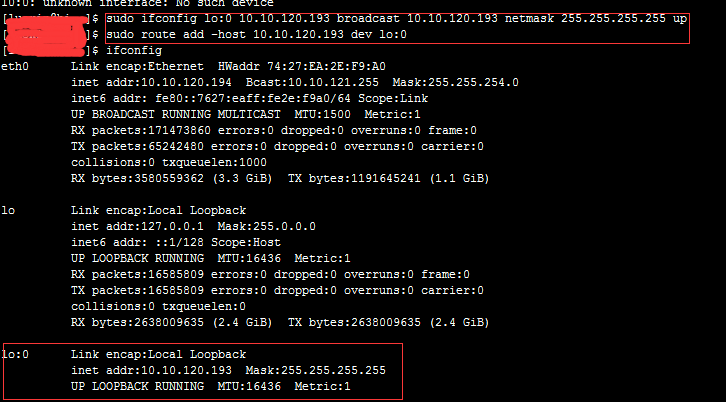 lo:0: unknown interface: No such device
$ sudo ifconfig lo:0 10.10.120.193 broadcast 10.10.120.193 netmask 255.255.255.255 up
[ ]$ sudo route add -host 10.10.120.193 dev lo:0
[ ]$ ifconfig
eth0 Link encap:Ethernet HWaddr 74:27:EA:2E:F9:A0
inet addr:10.10.120.194 Bcast:10.10.121.255 Mask:255.255.254.0
inet6 addr: fe80::7627:eaff:fe2e:f9a0/64 Scope:Link
UP BROADCAST RUNNING MULTICAST MTU:1500 Metric:1
RX packets:171473860 errors:0 dropped:0 overruns:0 frame:0
TX packets:65242480 errors:0 dropped:0 overruns:0 carrier:0
collisions:0 txqueuelen:1000
RX bytes:3580559362 (3.3 GiB) TX bytes:1191645241 (1.1 GiB)
lo Link encap:Local Loopback
inet addr:127.0.0.1 Mask:255.0.0.0
inet6 addr: ::1/128 Scope:Host
UP LOOPBACK RUNNING MTU:16436 Metric:1
RX packets:16585809 errors:0 dropped:0 overruns:0 frame:0
TX packets:16585809 errors:0 dropped:0 overruns:0 carrier:0
collisions:0 txqueuelen:0
RX bytes:2638009635 (2.4 GiB) TX bytes:2638009635 (2.4 GiB)
lo:0 Link encap:Local Loopback
inet addr:10.10.120.193 Mask:255.255.255.255
UP LOOPBACK RUNNING MTU:16436 Metric:1